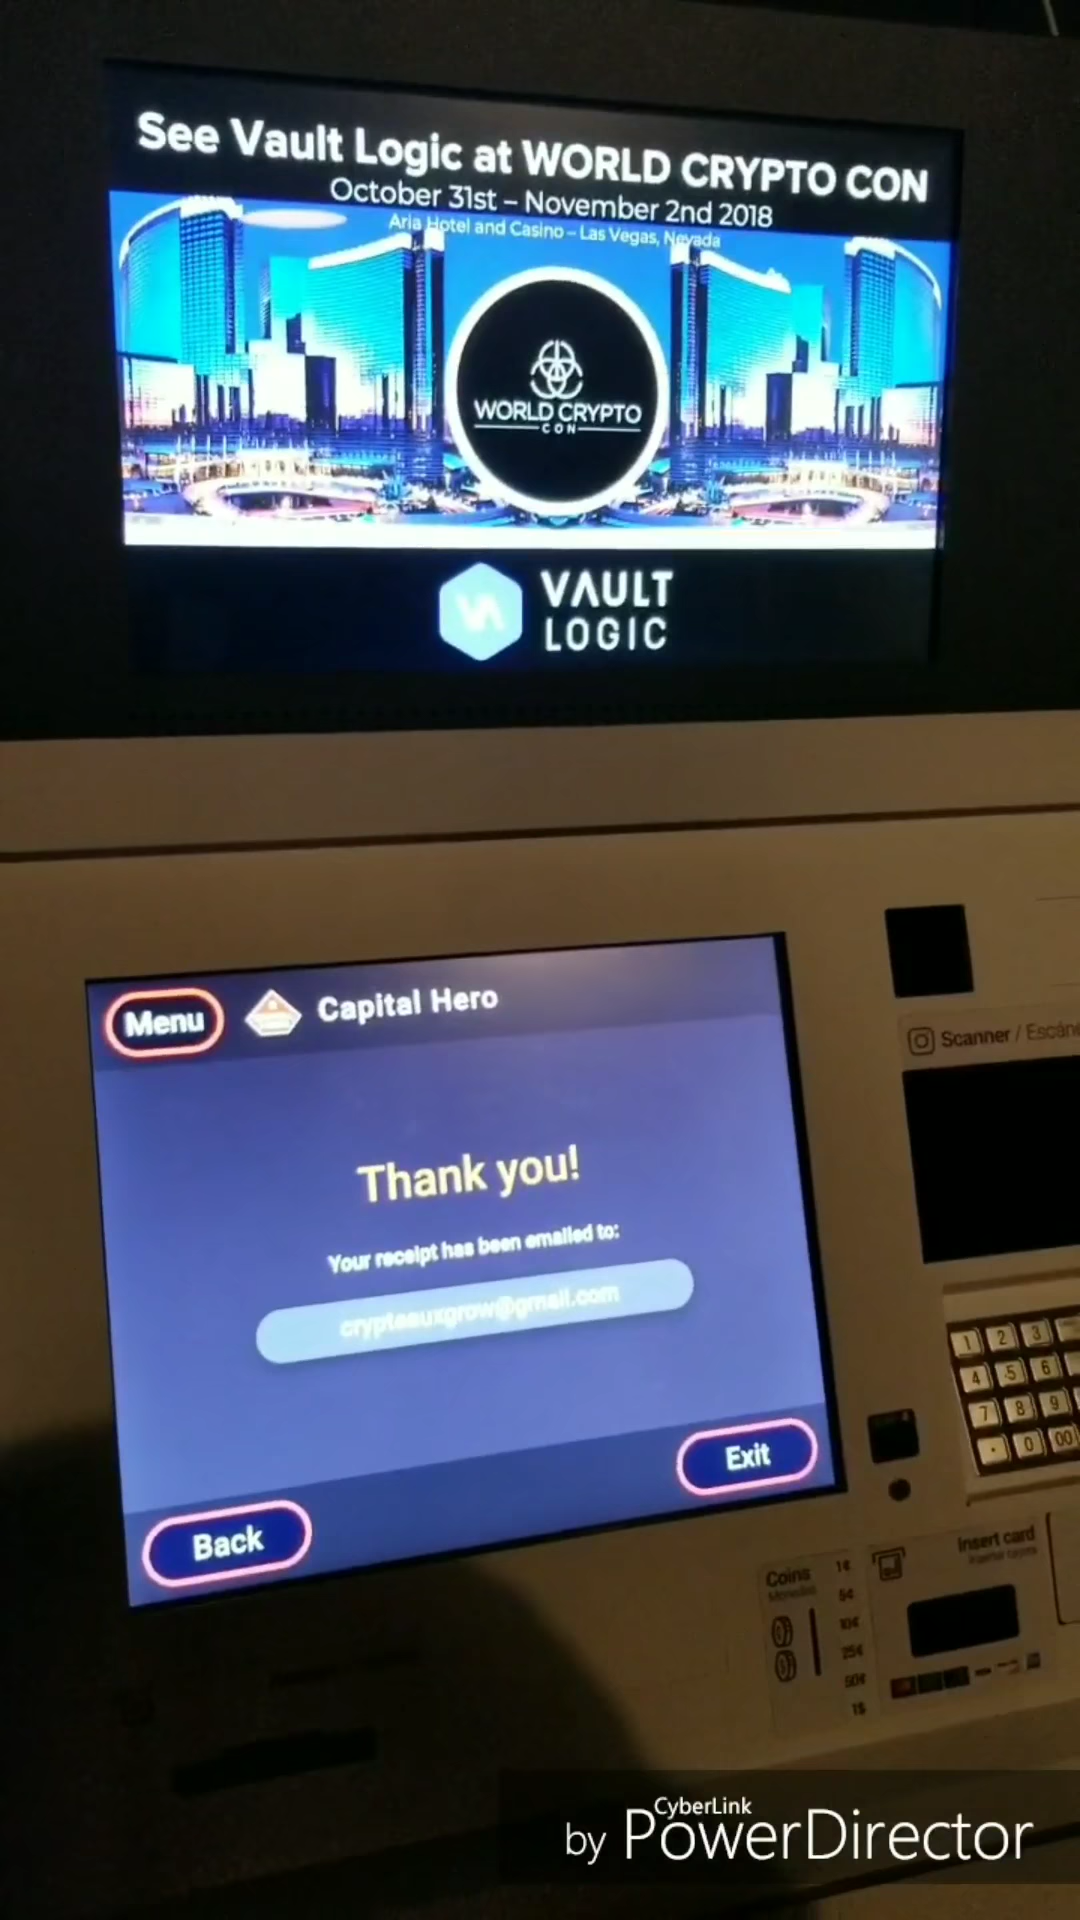 See Vault Logic at WORLD CRYPTO CON
October 31st – November 2nd 2018
Aria Hotel and Casino – Las Vegas, Nevada
WORLD CRYPTO
CON
VAULT
LOGIC
Menu
Capital Hero
Thank you!
Your receipt has been emailed to:
@gmail.com
Back
Exit
Scanner /
1 2 3
4 5 6
7 8 9
. 0 00
Insert card
Coins
1¢
5¢
10¢
25¢
50¢
1$
CyberLink
by PowerDirector